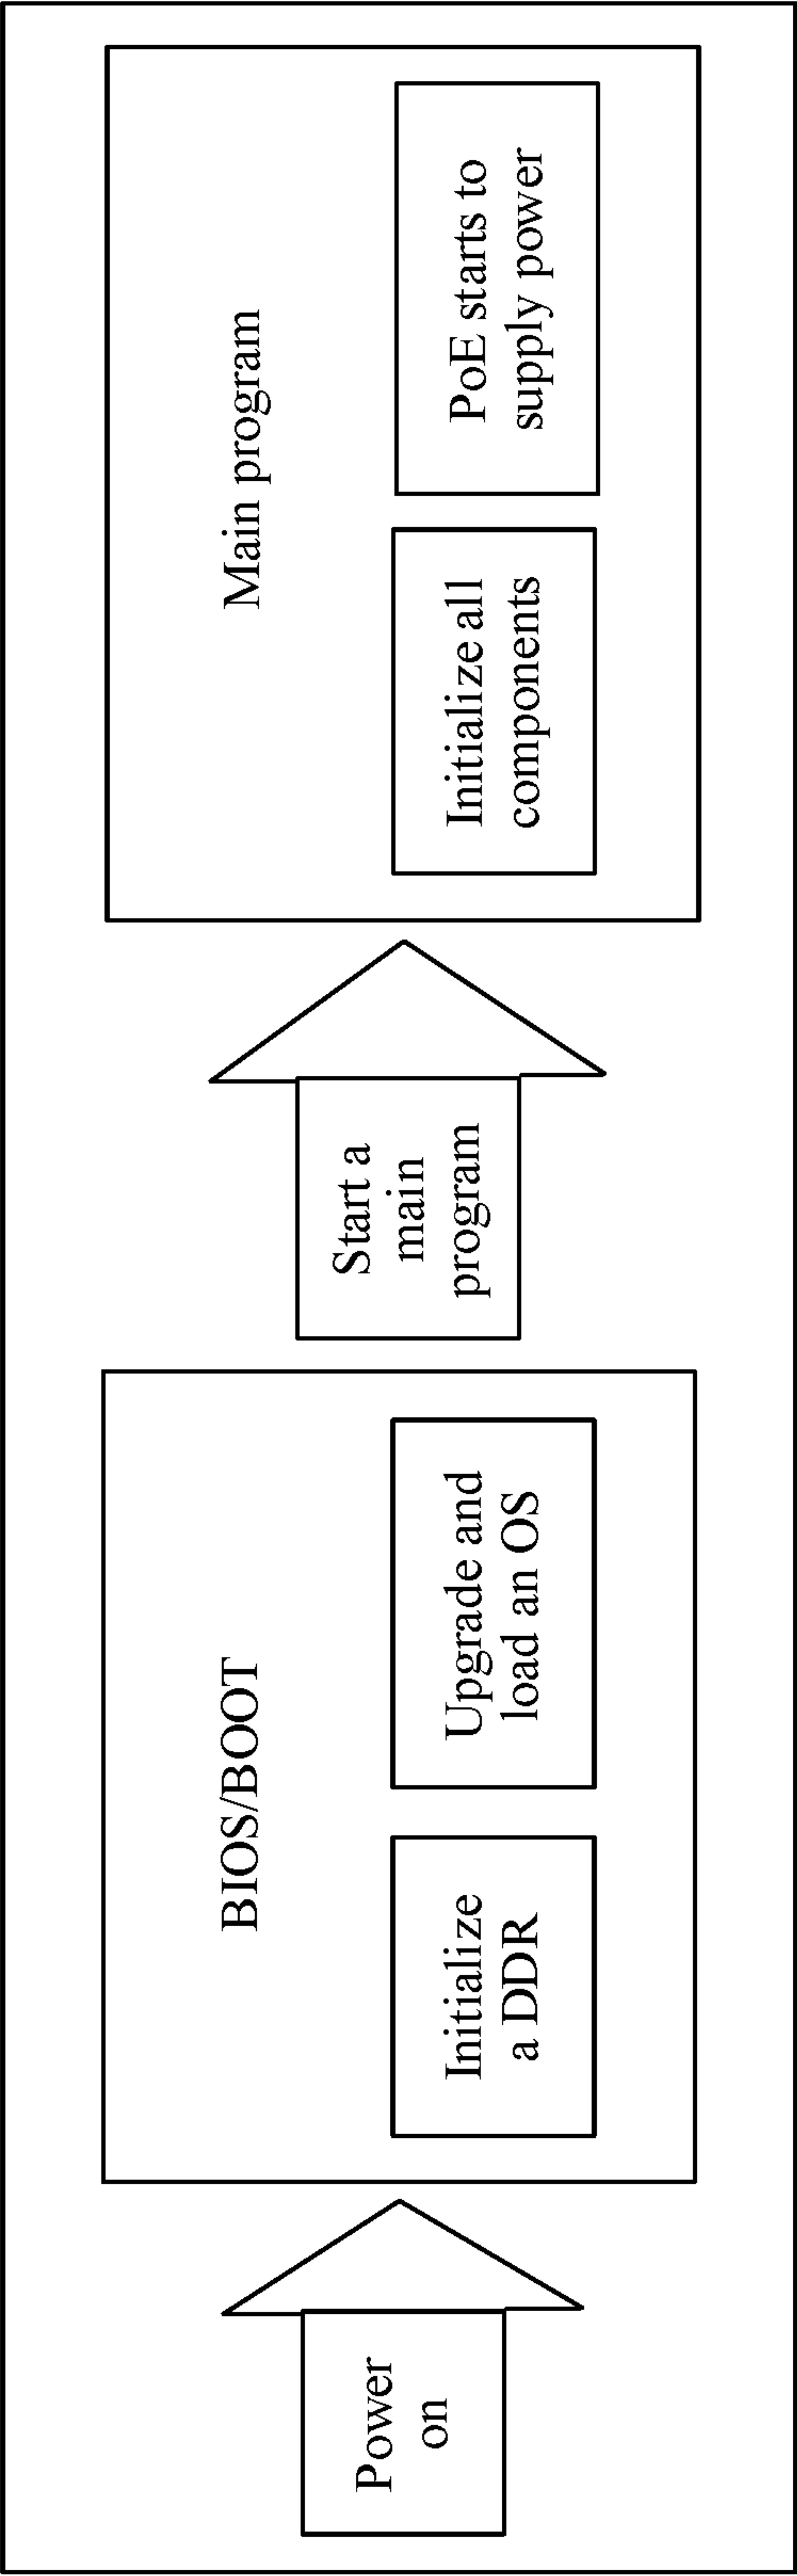 Power
on
BIOS/BOOT
Initialize
a DDR
Upgrade and
load an OS
Start a
main
program
Main program
Initialize all
components
PoE starts to
supply power